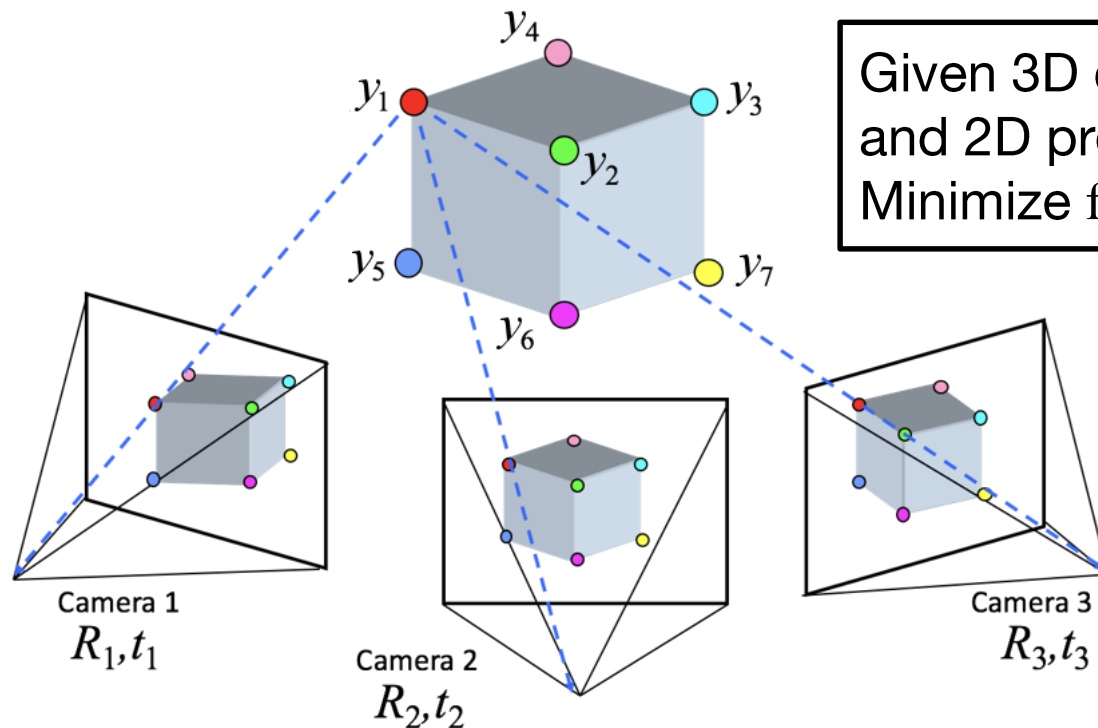 y₄
y₁
y₃
y₂
y₅
y₇
y₆
Given 3D
and 2D
Minimize
Camera 1
R₁,t₁
Camera 2
R₂,t₂
Camera 3
R₃,t₃